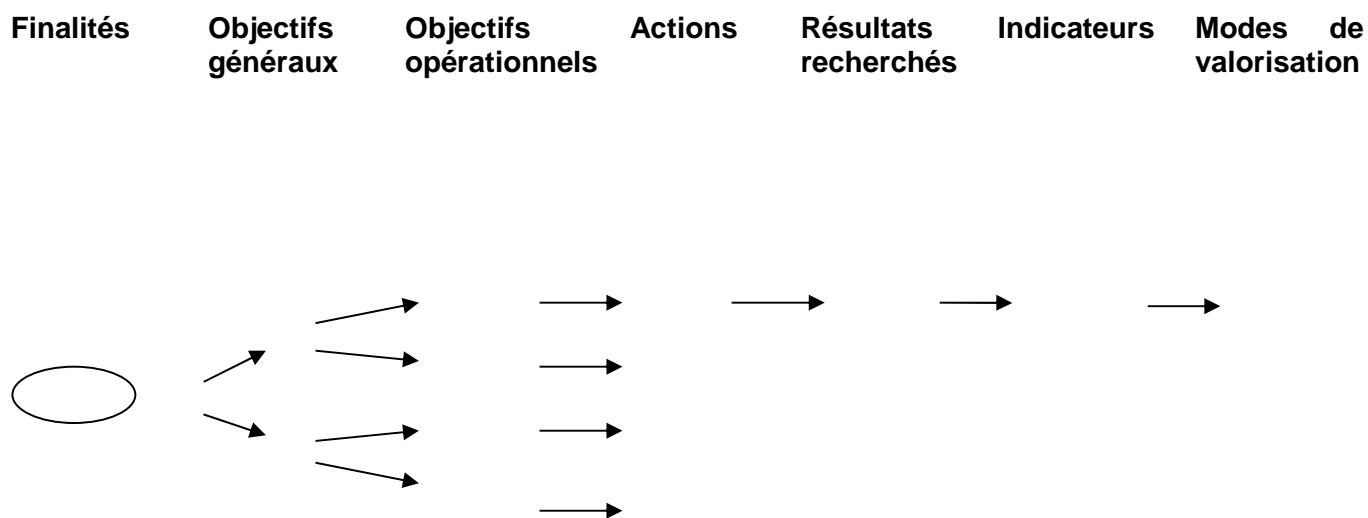 Finalités Objectifs Objectifs Actions Résultats Indicateurs Modes de
généraux opérationnels recherchés valorisation